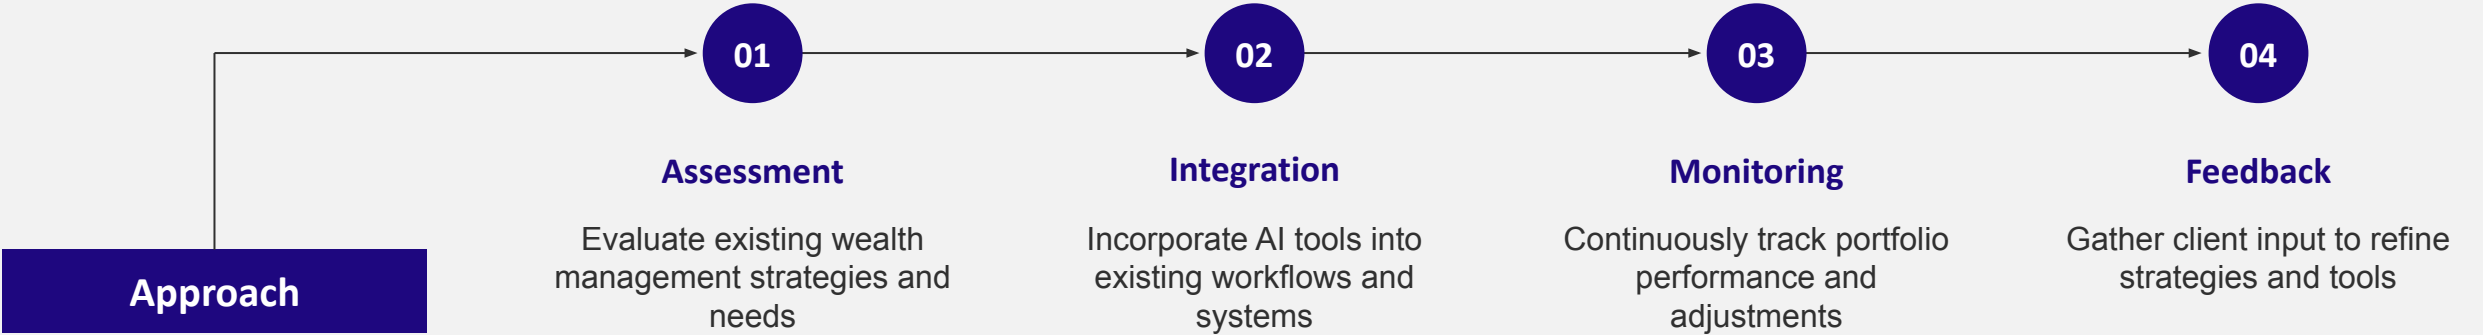 Approach
01
Assessment
Evaluate existing wealth
management strategies and
needs
02
Integration
Incorporate AI tools into
existing workflows and
systems
03
Monitoring
Continuously track portfolio
performance and
adjustments
04
Feedback
Gather client input to refine
strategies and tools